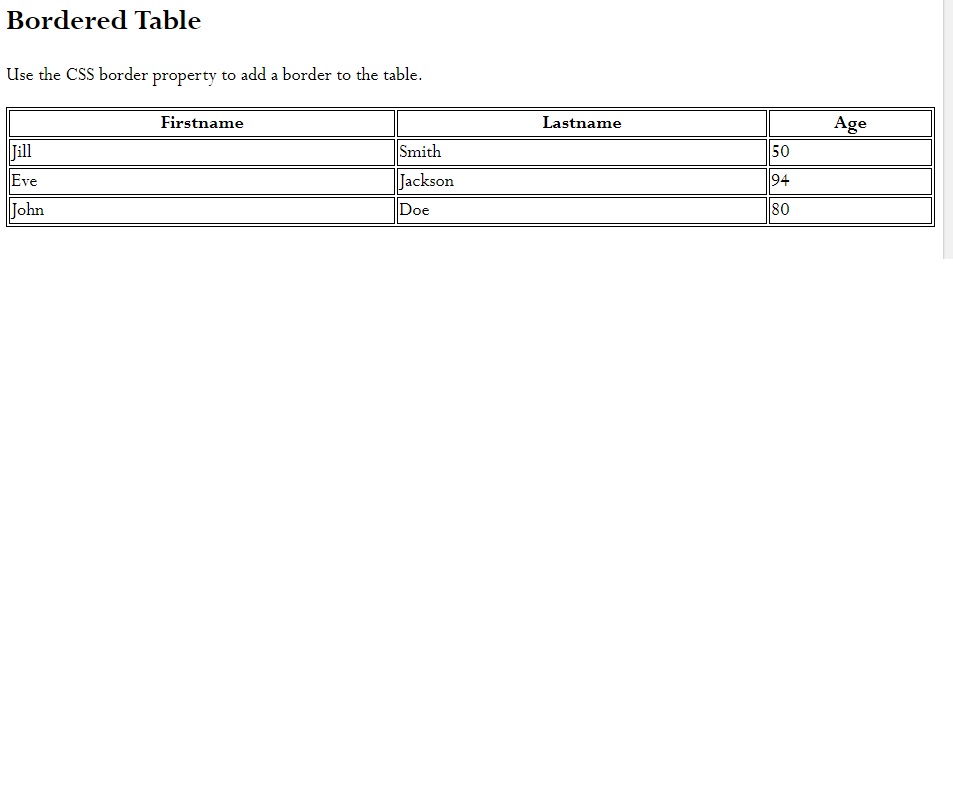 Bordered Table
Use the CSS border property to add a border to the table.
Firstname Lastname Age
Jill Smith 50
Eve Jackson 94
John Doe 80